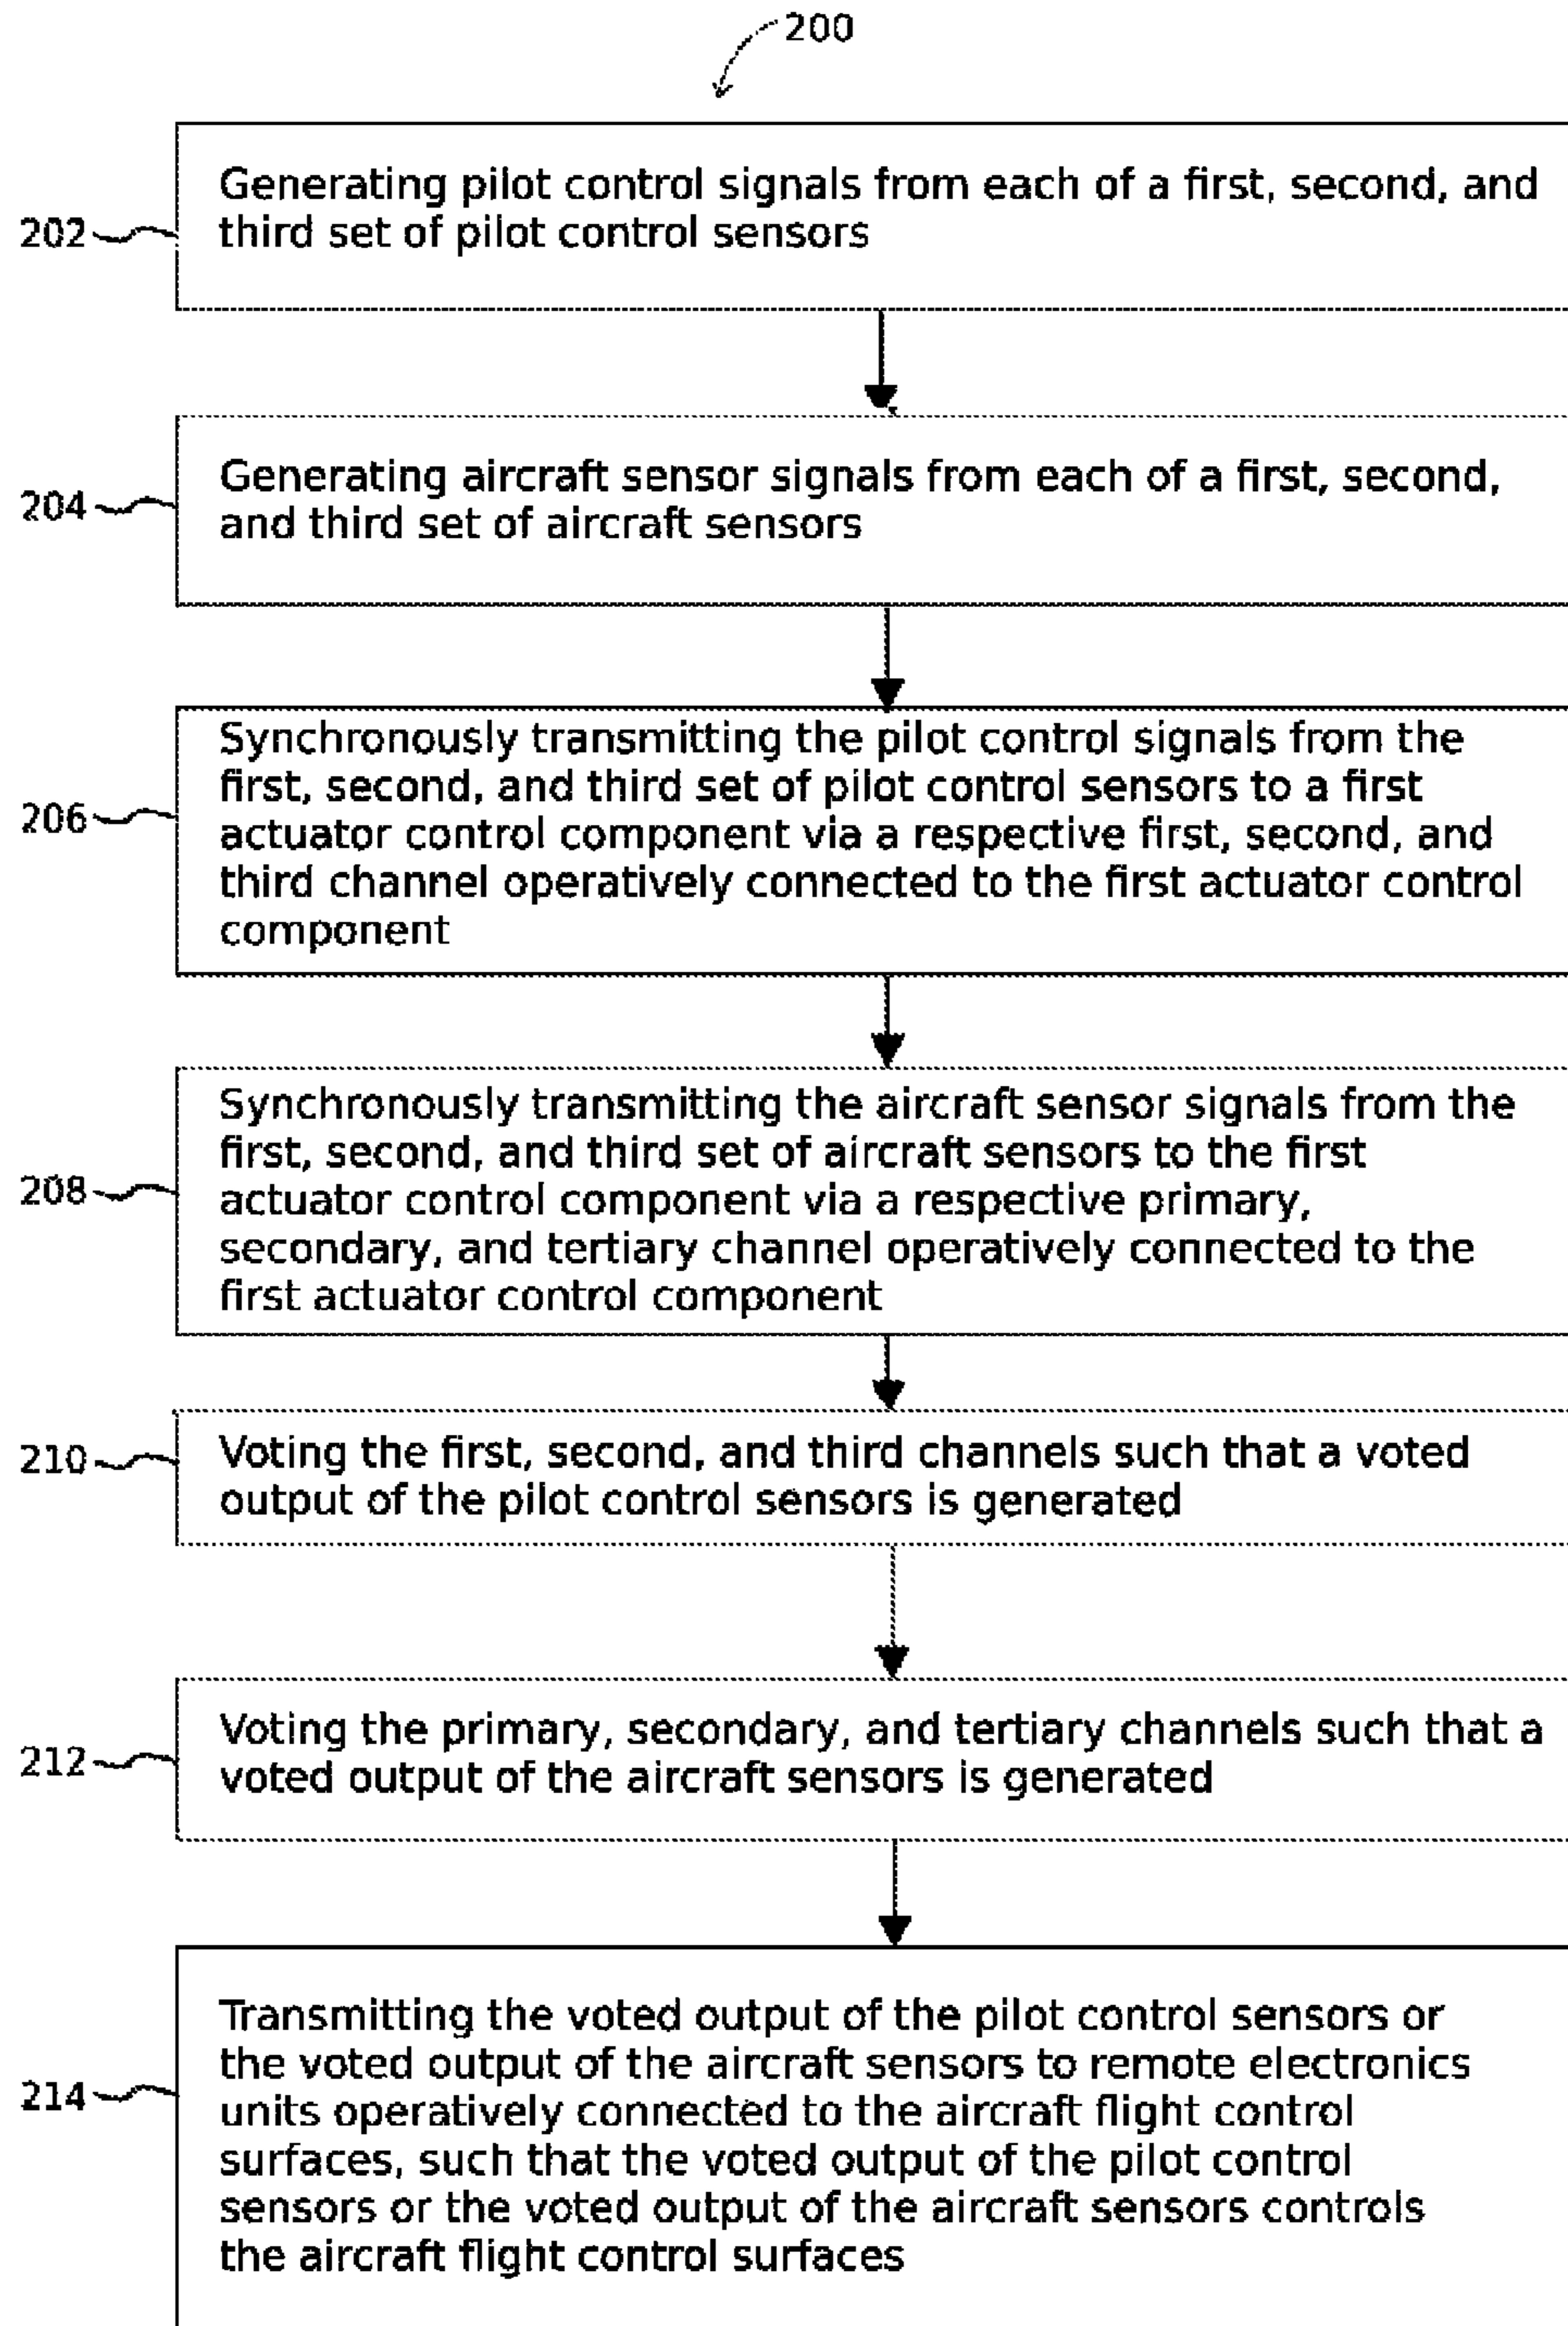 200
202
Generating pilot control signals from each of a first, second, and
third set of pilot control sensors
204
Generating aircraft sensor signals from each of a first, second,
and third set of aircraft sensors
206
Synchronously transmitting the pilot control signals from the
first, second, and third set of pilot control sensors to a first
actuator control component via a respective first, second, and
third channel operatively connected to the first actuator control
component
208
Synchronously transmitting the aircraft sensor signals from the
first, second, and third set of aircraft sensors to the first
actuator control component via a respective primary,
secondary, and tertiary channel operatively connected to the
first actuator control component
210
Voting the first, second, and third channels such that a voted
output of the pilot control sensors is generated
212
Voting the primary, secondary, and tertiary channels such that a
voted output of the aircraft sensors is generated
214
Transmitting the voted output of the pilot control sensors or
the voted output of the aircraft sensors to remote electronics
units operatively connected to the aircraft flight control
surfaces, such that the voted output of the pilot control
sensors or the voted output of the aircraft sensors controls
the aircraft flight control surfaces